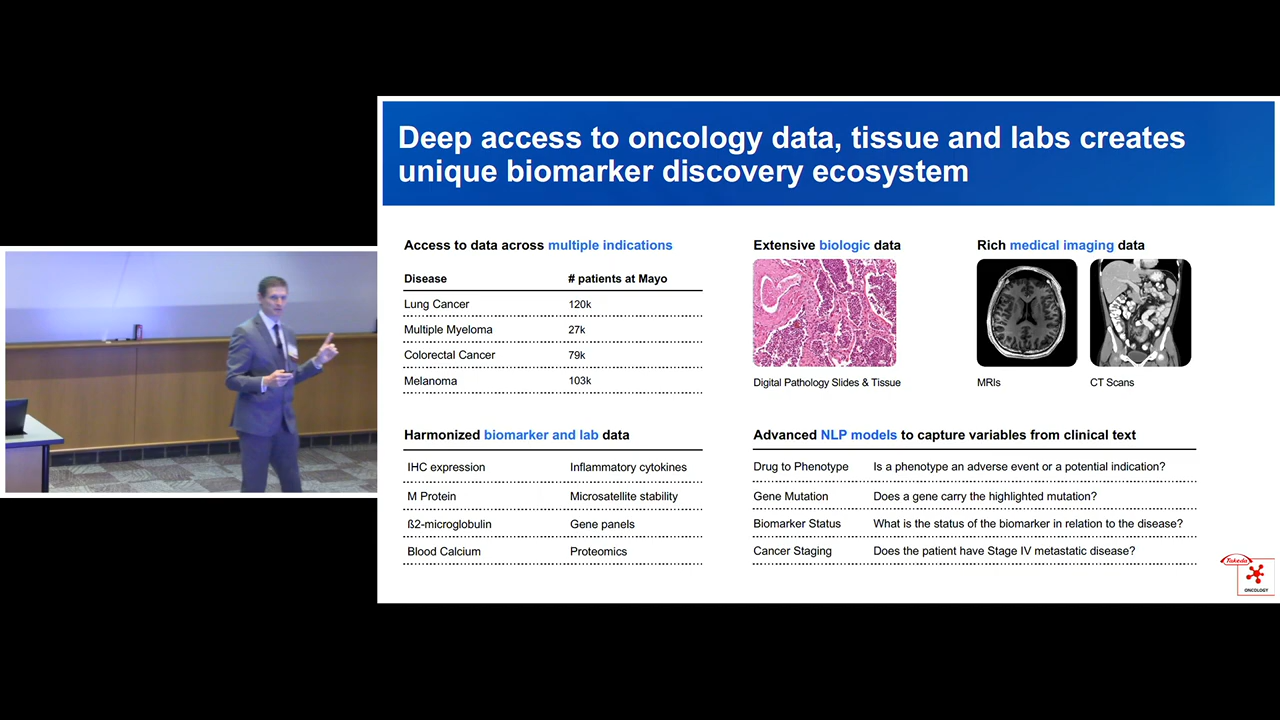 Deep access to oncology data, tissue and labs creates
unique biomarker discovery ecosystem
Access to data across multiple indications
Disease # patients at Mayo
Lung Cancer 120k
Multiple Myeloma 27k
Colorectal Cancer 79k
Melanoma 103k
Extensive biologic data
Digital Pathology Slides & Tissue
Rich medical imaging data
MRIs CT Scans
Harmonized biomarker and lab data
IHC expression Inflammatory cytokines
M Protein Microsatellite stability
ß2-microglobulin Gene panels
Blood Calcium Proteomics
Advanced NLP models to capture variables from clinical text
Drug to Phenotype Is a phenotype an adverse event or a potential indication?
Gene Mutation Does a gene carry the highlighted mutation?
Biomarker Status What is the status of the biomarker in relation to the disease?
Cancer Staging Does the patient have Stage IV metastatic disease?
Takeda
ONCOLOGY